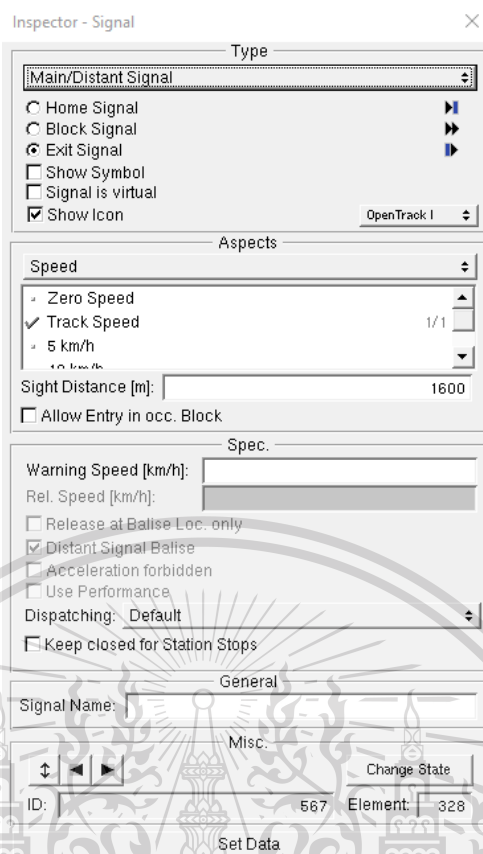 Inspector - Signal
Type
Main/Distant Signal
Home Signal
Block Signal
Exit Signal
Show Symbol
Signal is virtual
Show Icon OpenTrack I
Aspects
Speed
Zero Speed
Track Speed 1/1
5 km/h
10 km/h
Sight Distance [m]: 1600
Allow Entry in occ. Block
Spec.
Warning Speed [km/h]:
Rel. Speed [km/h]:
Release at Balise Loc. only
Distant Signal Balise
Acceleration forbidden
Use Performance
Dispatching: Default
Keep closed for Station Stops
General
Signal Name:
Misc.
Change State
ID: 567 Element: 328
Set Data